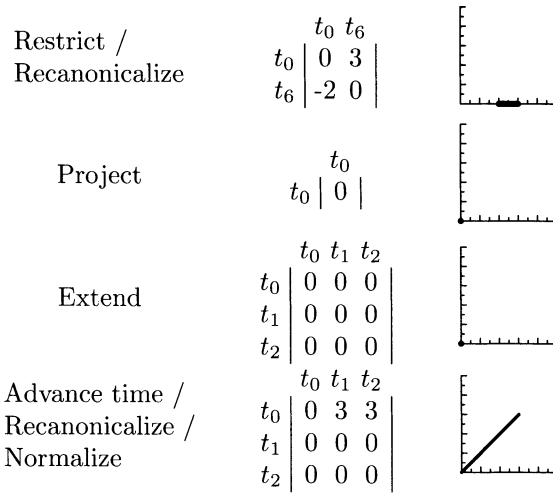 t0 t6
Restrict / t0 | 0 3 |
Recanonicalize t6 | -2 0 |
t0
Project t0 | 0 |
t0 t1 t2
t0 | 0 0 0 |
Extend t1 | 0 0 0 |
t2 | 0 0 0 |
t0 t1 t2
Advance time / t0 | 0 3 3 |
Recanonicalize / t1 | 0 0 0 |
Normalize t2 | 0 0 0 |